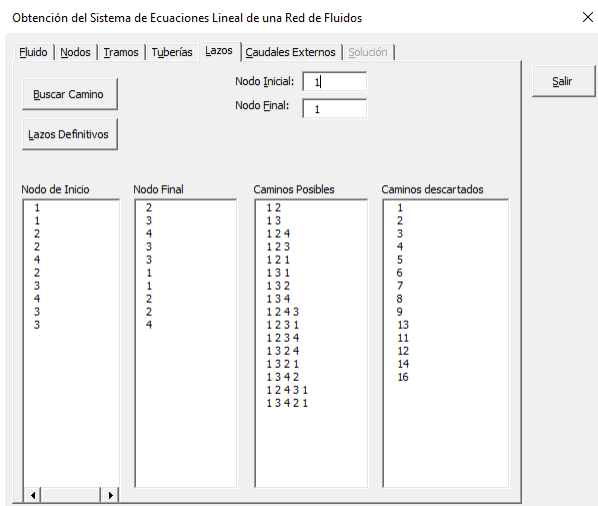 Obtención del Sistema de Ecuaciones Lineal de una Red de Fluidos
Fluido Nodos Tramos Tuberías Lazos Caudales Externos Solución
Buscar Camino
Lazos Definitivos
Nodo Inicial: 1
Nodo Final: 1
Salir
Nodo de Inicio
1
1
2
2
4
2
3
4
3
3
Nodo Final
2
3
4
3
3
1
1
2
2
4
Caminos Posibles
1 2
1 3
1 2 4
1 2 3
1 2 1
1 3 1
1 3 2
1 3 4
1 2 4 3
1 2 3 1
1 2 3 4
1 3 2 4
1 3 2 1
1 3 4 2
1 2 4 3 1
1 3 4 2 1
Caminos descartados
1
2
3
4
5
6
7
8
9
13
11
12
14
16